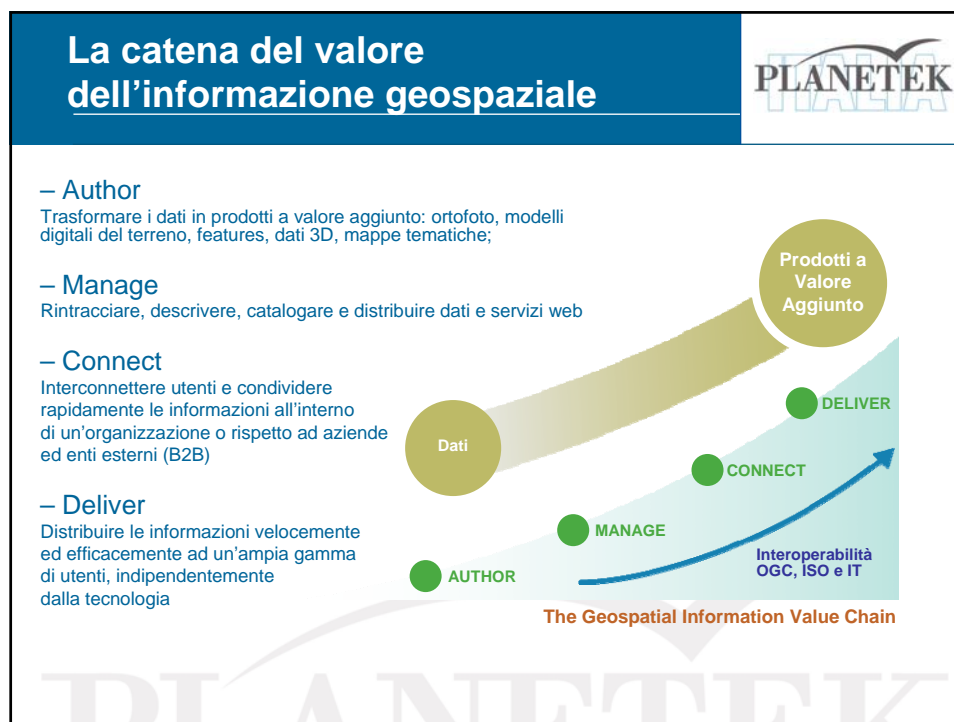 La catena del valore
dell’informazione geospaziale
PLANETEK
ITALIA
– Author
Trasformare i dati in prodotti a valore aggiunto: ortofoto, modelli
digitali del terreno, features, dati 3D, mappe tematiche;
– Manage
Rintracciare, descrivere, catalogare e distribuire dati e servizi web
– Connect
Interconnettere utenti e condividere
rapidamente le informazioni all’interno
di un’organizzazione o rispetto ad aziende
ed enti esterni (B2B)
– Deliver
Distribuire le informazioni velocemente
ed efficacemente ad un’ampia gamma
di utenti, indipendentemente
dalla tecnologia
Prodotti a
Valore
Aggiunto
Dati
DELIVER
CONNECT
MANAGE
AUTHOR
Interoperabilità
OGC, ISO e IT
The Geospatial Information Value Chain
PLANETEK